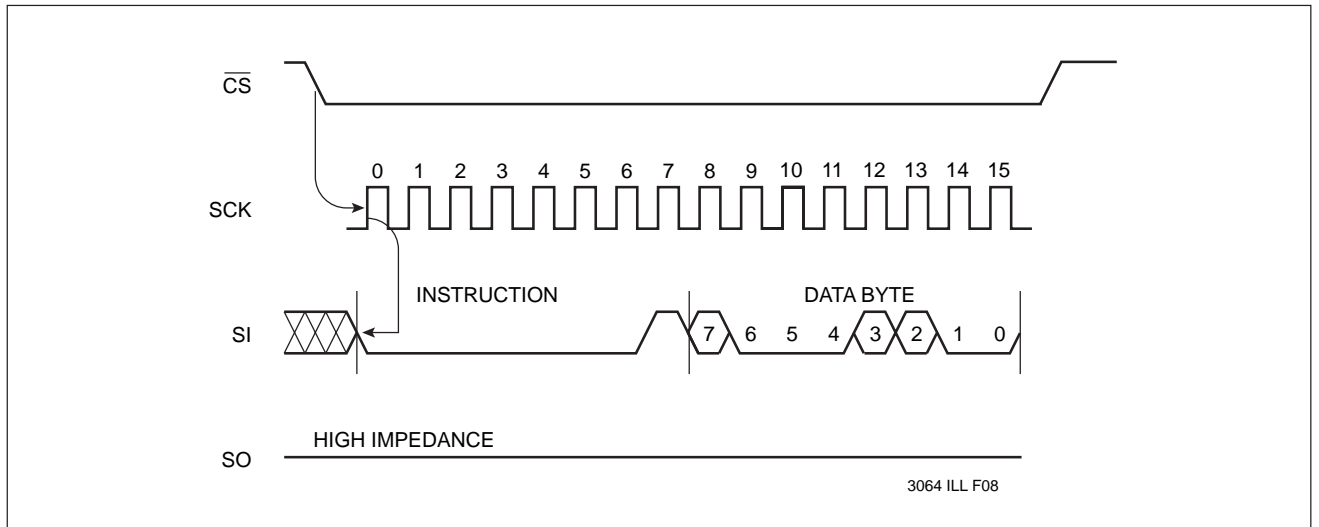 CS
0 1 2 3 4 5 6 7 8 9 10 11 12 13 14 15
SCK
INSTRUCTION DATA BYTE
SI 7 6 5 4 3 2 1 0
HIGH IMPEDANCE
SO
3064 ILL F08